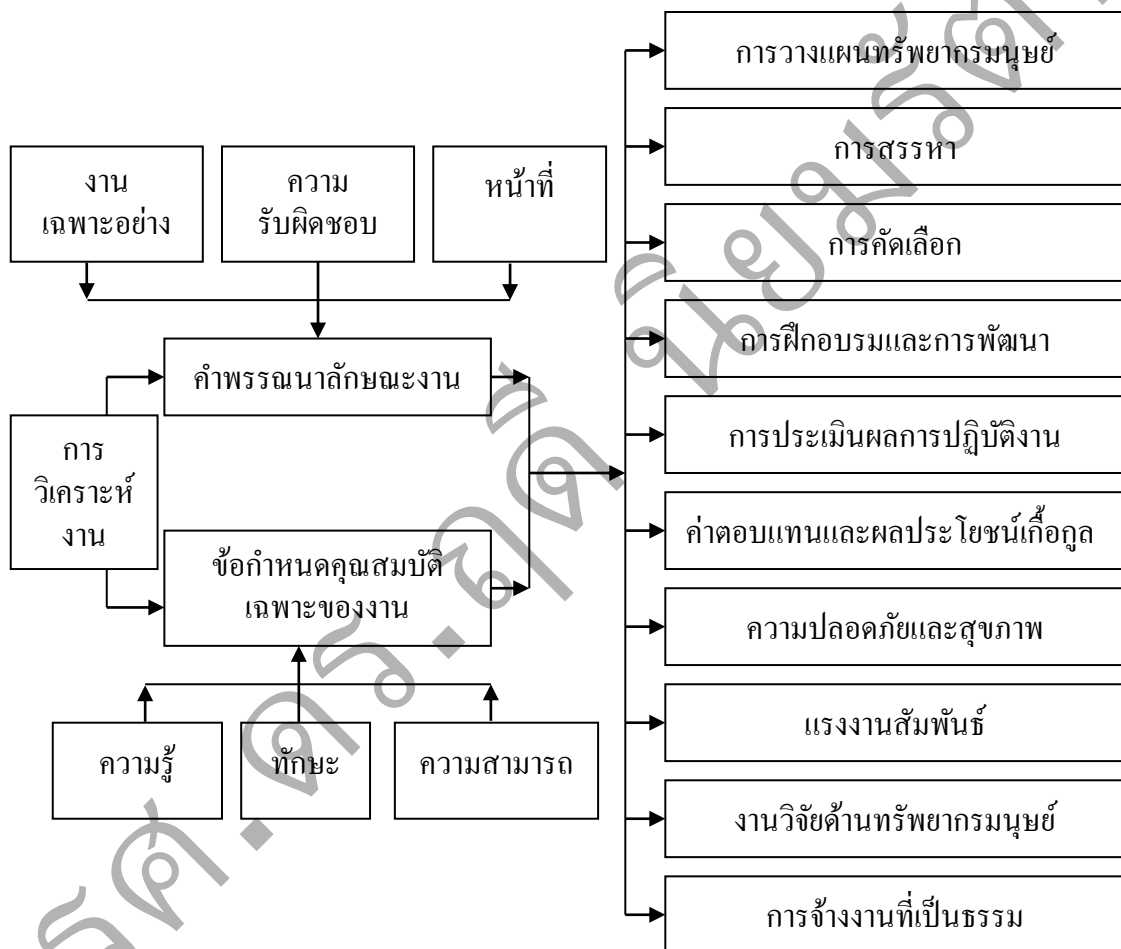 งาน
เฉพาะอย่าง
ความ
รับผิดชอบ
หน้าที่
คำพรรณนาลักษณะงาน
การ
วิเคราะห์
งาน
ข้อกำหนดคุณสมบัติ
เฉพาะของงาน
ความรู้
ทักษะ
ความสามารถ
การวางแผนทรัพยากรมนุษย์
การสรรหา
การคัดเลือก
การฝึกอบรมและการพัฒนา
การประเมินผลการปฏิบัติงาน
ค่าตอบแทนและผลประโยชน์เกื้อกูล
ความปลอดภัยและสุขภาพ
แรงงานสัมพันธ์
งานวิจัยด้านทรัพยากรมนุษย์
การจ้างงานที่เป็นธรรม
รศ.ดร.ฤดี